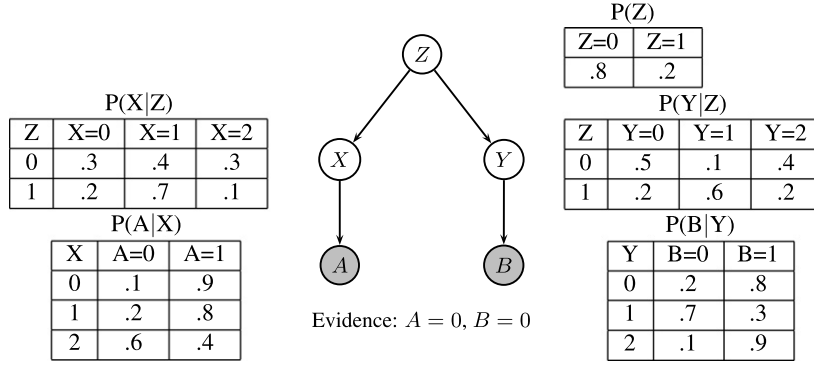 P(Z)
Z=0 Z=1
.8 .2
Z
P(X|Z)
Z X=0 X=1 X=2
0 .3 .4 .3
1 .2 .7 .1
P(Y|Z)
Z Y=0 Y=1 Y=2
0 .5 .1 .4
1 .2 .6 .2
X
Y
P(A|X)
X A=0 A=1
0 .1 .9
1 .2 .8
2 .6 .4
P(B|Y)
Y B=0 B=1
0 .2 .8
1 .7 .3
2 .1 .9
A
B
Evidence: A = 0, B = 0